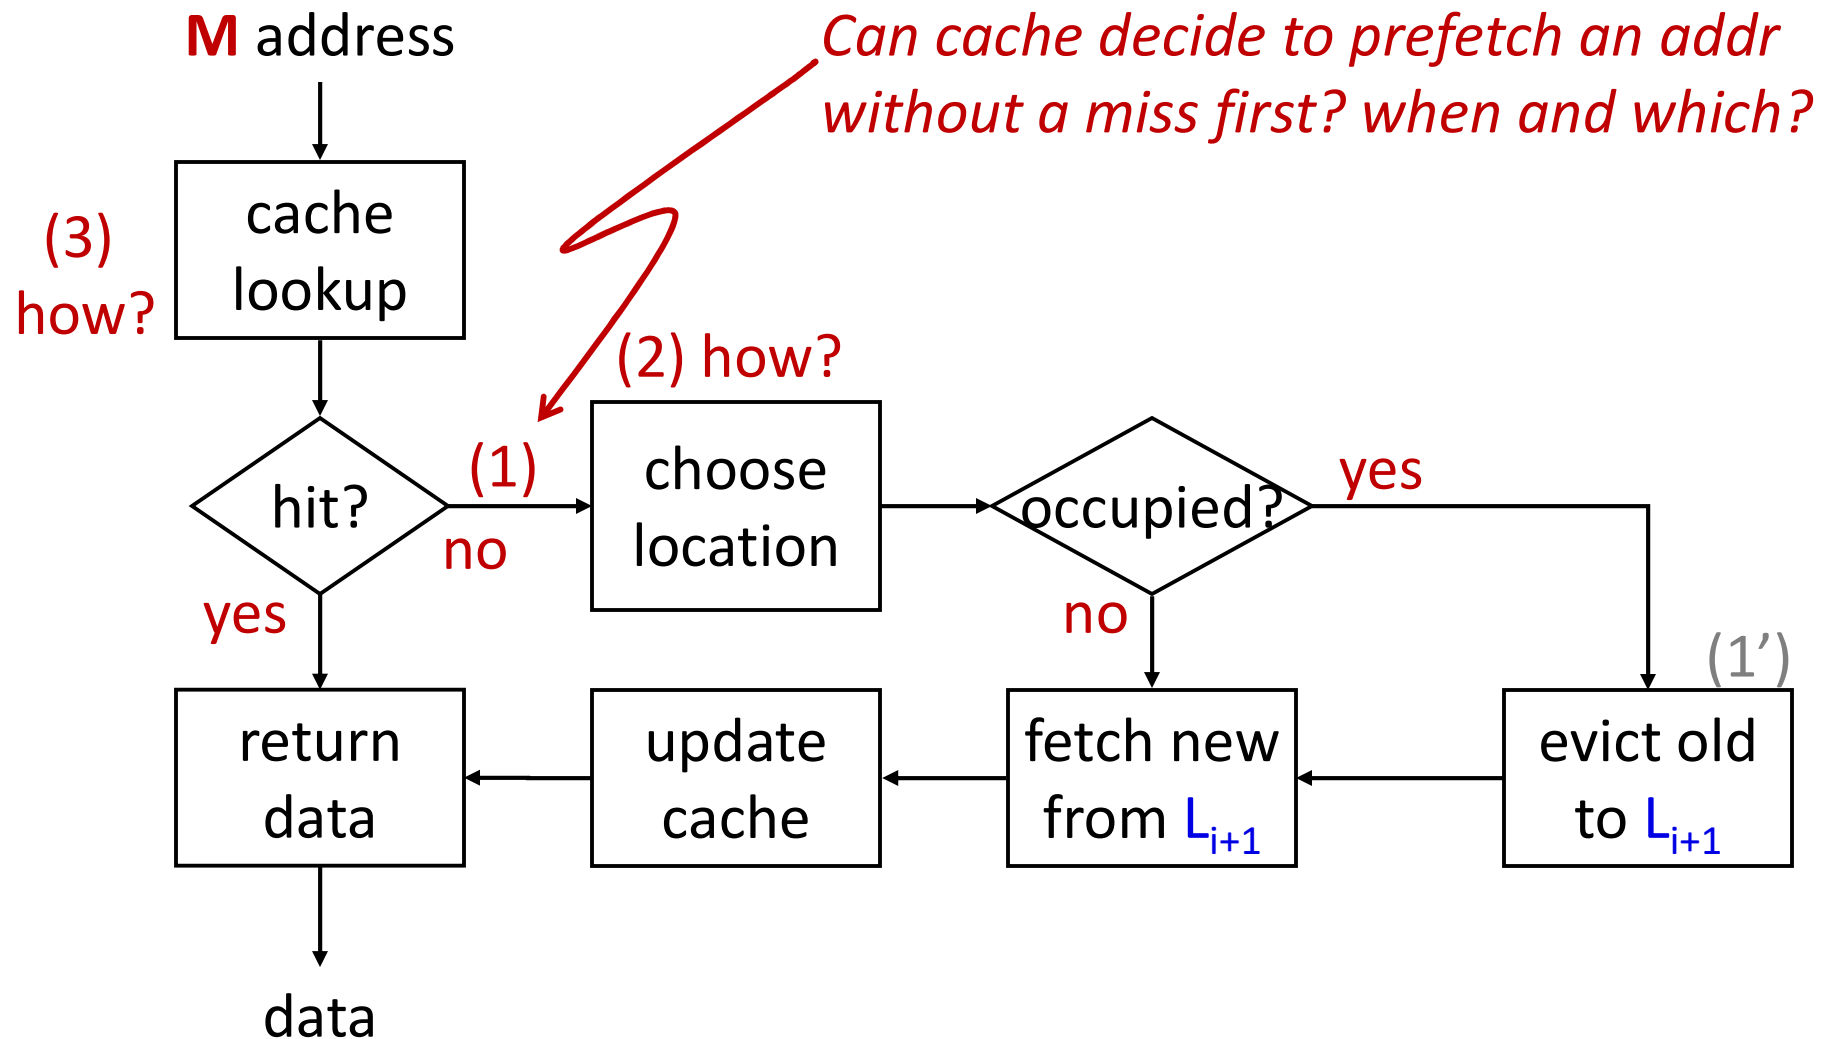 M address
Can cache decide to prefetch an addr
without a miss first? when and which?
cache
lookup
(3)
how?
(2) how?
hit?
(1)
no
yes
choose
location
occupied?
yes
no
(1’)
return
data
update
cache
fetch new
from Li+1
evict old
to Li+1
data